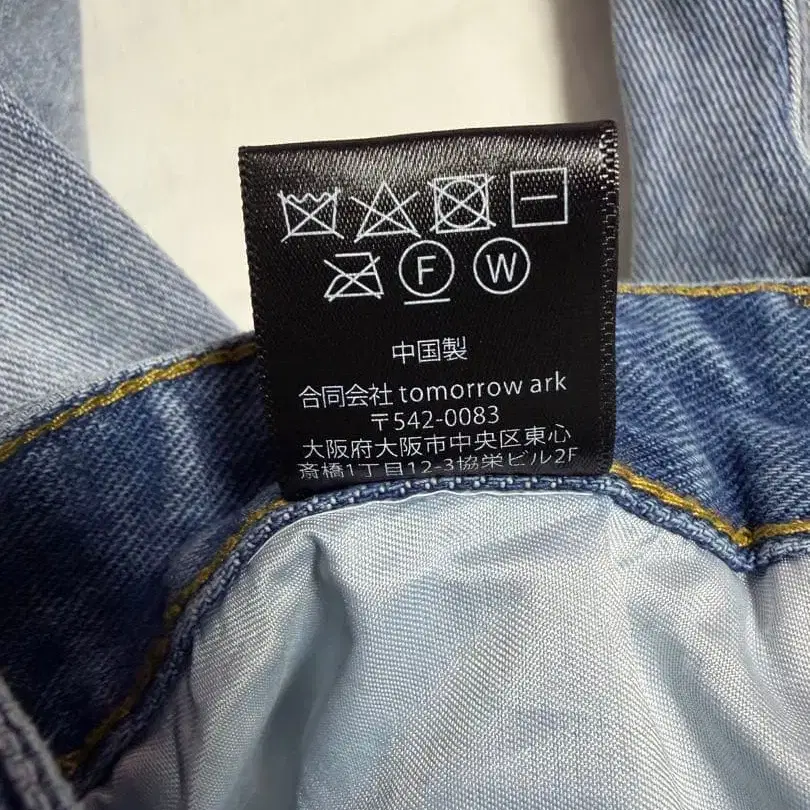 F W
中国製
合同会社 tomorrow ark
〒542-0083
大阪府大阪市中央区東心
斎橋1丁目12-3協栄ビル2F